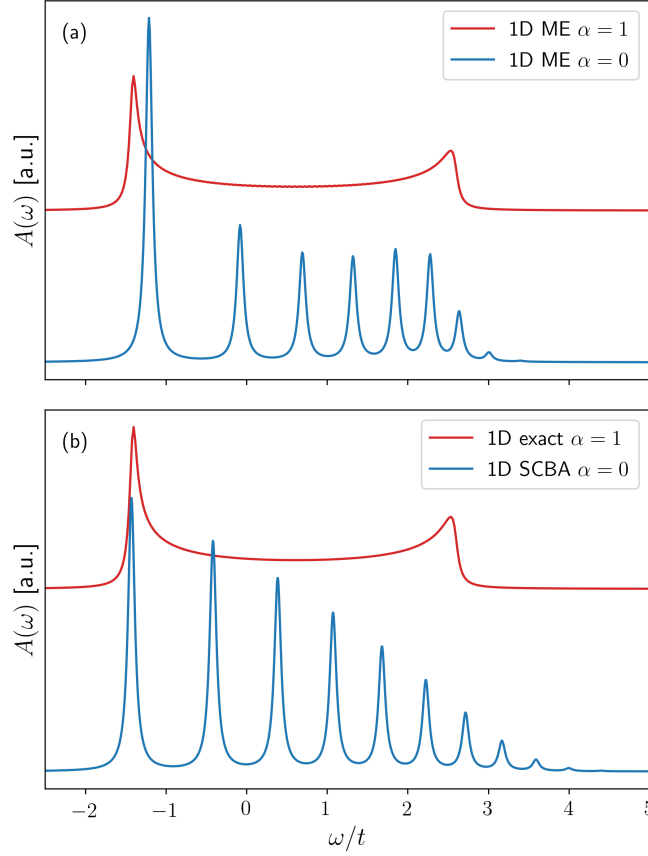 (a)
1D ME α = 1
1D ME α = 0
A(ω) [a.u.]
(b)
1D exact α = 1
1D SCBA α = 0
A(ω) [a.u.]
−2 −1 0 1 2 3 4 5
ω/t